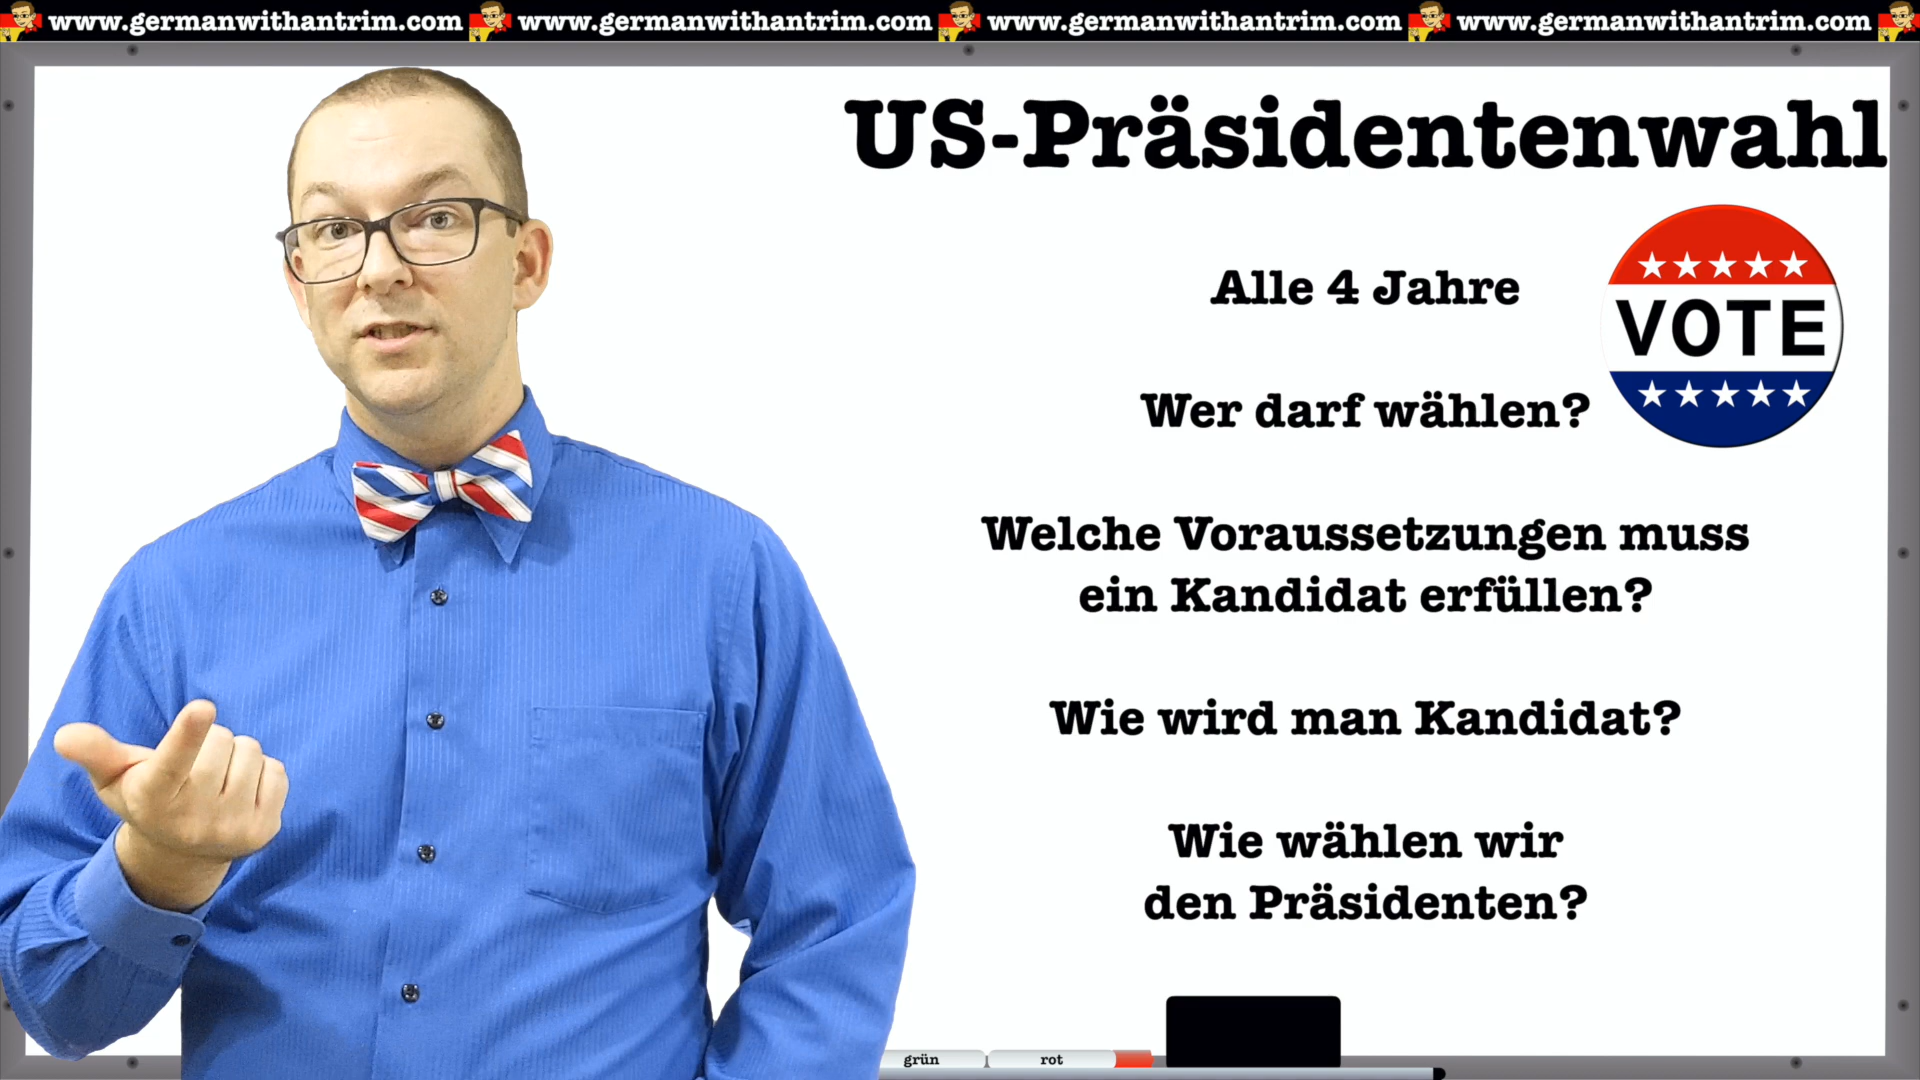 www.germanwithantrim.com www.germanwithantrim.com www.germanwithantrim.com www.germanwithantrim.com
US-Präsidentenwahl
Alle 4 Jahre
VOTE
Wer darf wählen?
Welche Voraussetzungen muss
ein Kandidat erfüllen?
Wie wird man Kandidat?
Wie wählen wir
den Präsidenten?
grün rot